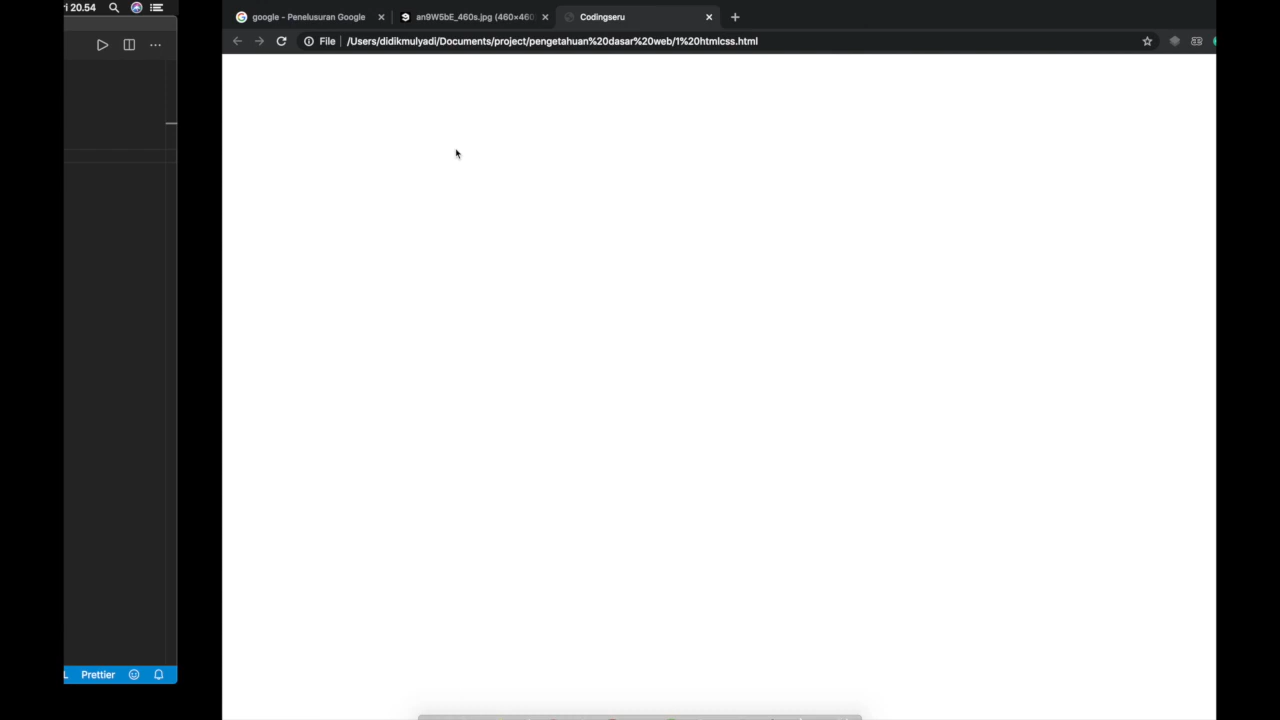 ri 20.54
google - Penelusuran Google
an9W5bE_460s.jpg (460×460)
Codingseru
File
/Users/didikmulyadi/Documents/project/pengetahuan%20dasar%20web/1%20htmlcss.html
L
Prettier